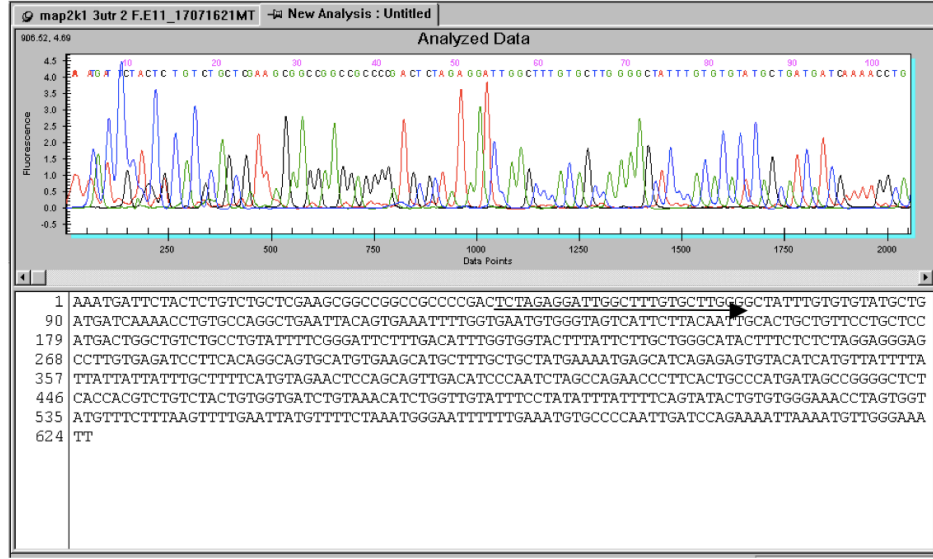 map2k1 3utr 2 F.E11_17071621MT New Analysis : Untitled
906.52, 4.69 Analyzed Data
10 20 30 40 50 60 70 80 90 100
A ATGAT TCTACTC TGTCTGCTCGAAGCGGCCGGCCGCCCCGACTCTAGAGGATTGGCTTTGTGCTTGGGGCTATTTGTGTGTATGCTGATGATCAAAACCTG
4.5
4.0
3.5
3.0
2.5
2.0
1.5
1.0
0.5
0.0
-0.5
Fluorescence
250 500 750 1000 1250 1500 1750 2000
Data Points
1 AAATGATTCTACTCTGTCTGCTCGAAGCGGCCGGCCGCCCCGACTCTAGAGGATTGGCTTTGTGCTTGGGGCTATTTGTGTGTATGCTG
90 ATGATCAAAACCTGTGCCAGGCTGAATTACAGTGAAATTTTGGTGAATGTGGGTAGTCATTCTTACAATTGCACTGCTGTTCCTGCTCC
179 ATGACTGGCTGTCTGCCTGTATTTTCGGGATTCTTTGACATTTGGTGGTACTTTATTCTTGCTGGGCATACTTTCTCTCTAGGAGGGAG
268 CCTTGTGAGATCCTTCACAGGCAGTGCATGTGAAGCATGCTTTGCTGCTATGAAAATGAGCATCAGAGAGTGTACATCATGTTATTTTA
357 TTATTATTATTTGCTTTTCATGTAGAACTCCAGCAGTTGACATCCCAATCTAGCCAGAACCCTTCACTGCCCATGATAGCCGGGGCTCT
446 CACCACGTCTGTCTACTGTGGTGATCTGTAAACATCTGGTTGTATTTCCTATATTTATTTTCAGTATACTGTGTGGGAAACCTAGTGGT
535 ATGTTTCTTTAAGTTTTGAATTATGTTTTCTAAATGGGAATTTTTTGAAATGTGCCCCAATTGATCCAGAAAATTAAAATGTTGGGAAA
624 TT